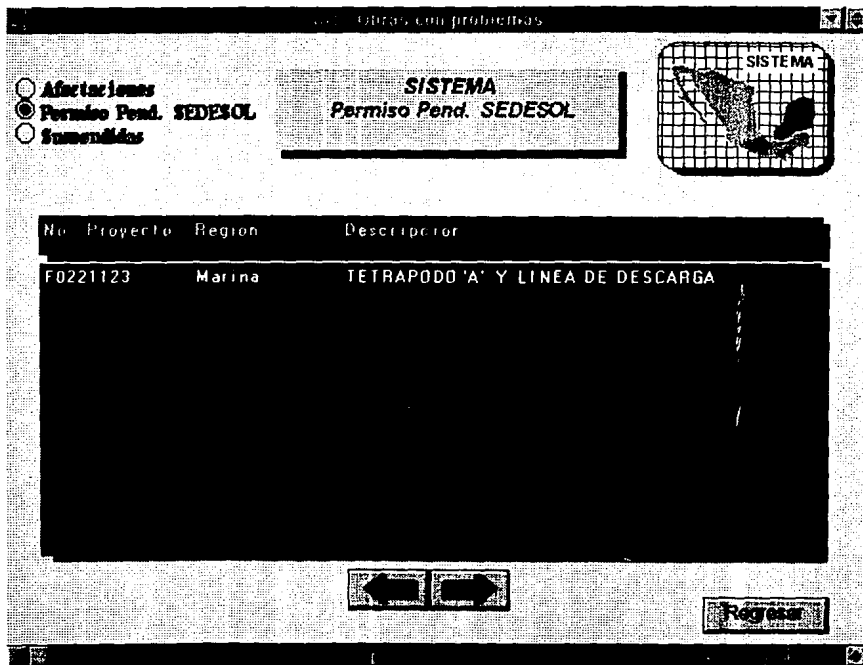 Obras con problemas
SISTEMA
Afectaciones
Permiso Pend. SEDESOL
Suspendidas
SISTEMA
Permiso Pend. SEDESOL
No. Proyecto Region Descripcion
F0221123 Marina TETRAPODO 'A' Y LINEA DE DESCARGA
Regresar